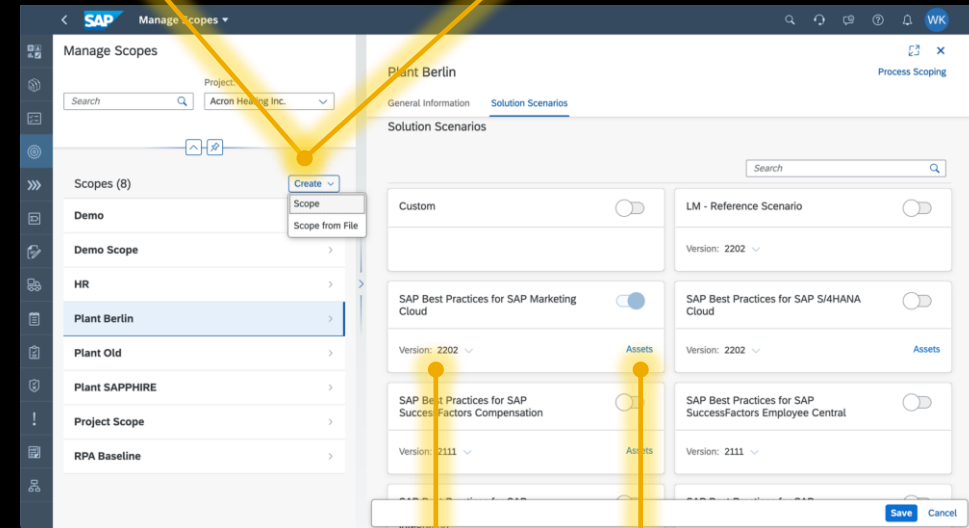 SAP Manage Scopes
WK
Manage Scopes
Project:
Search
Acron Heating Inc.
Scopes (8)
Create
Scope
Scope from File
Demo
Demo Scope
HR
Plant Berlin
Plant Old
Plant SAPPHIRE
Project Scope
RPA Baseline
Plant Berlin
Process Scoping
General Information Solution Scenarios
Solution Scenarios
Search
Custom
LM - Reference Scenario
Version: 2202
SAP Best Practices for SAP Marketing
Cloud
Version: 2202 Assets
SAP Best Practices for SAP S/4HANA
Cloud
Version: 2202 Assets
SAP Best Practices for SAP
SuccessFactors Compensation
Version: 2111 Assets
SAP Best Practices for SAP
SuccessFactors Employee Central
Version: 2111
Save Cancel